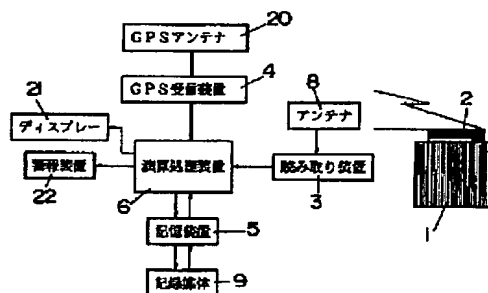 20
GPSアンテナ
4
GPS受信装置
21
ディスプレー
8
アンテナ
2
警報装置
22
演算処理装置
6
読み取り装置
3
1
記憶装置
5
記録媒体
9